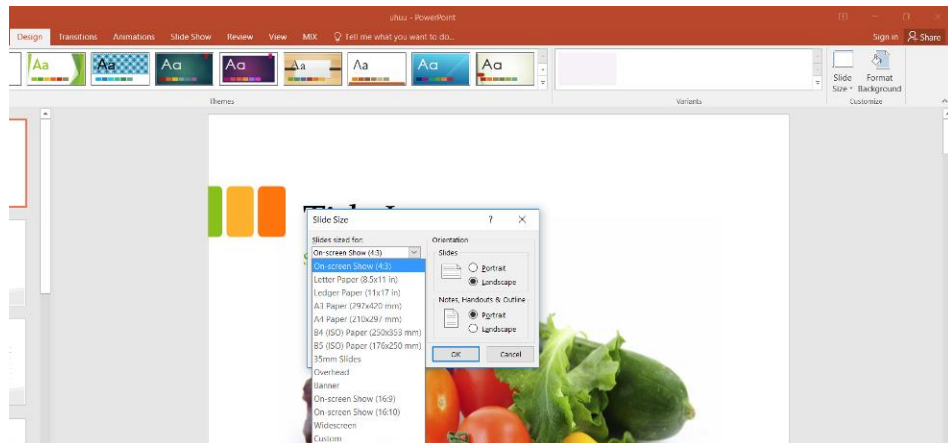 uhuu - PowerPoint
Design Transitions Animations Slide Show Review View MIX Tell me what you want to do...
Sign in Share
Aa Aa Aa Aa Aa Aa Aa Aa
Slide Size
Format Background
Themes
Variants
Customize
Slide Size ? ×
Slides sized for:
On-screen Show (4:3)
On-screen Show (4:3)
Letter Paper (8.5x11 in)
Ledger Paper (11x17 in)
A3 Paper (297x420 mm)
A4 Paper (210x297 mm)
B4 (ISO) Paper (250x353 mm)
B5 (ISO) Paper (176x250 mm)
35mm Slides
Overhead
Banner
On-screen Show (16:9)
On-screen Show (16:10)
Widescreen
Custom
Orientation
Slides
Portrait
Landscape
Notes, Handouts & Outline
Portrait
Landscape
OK Cancel